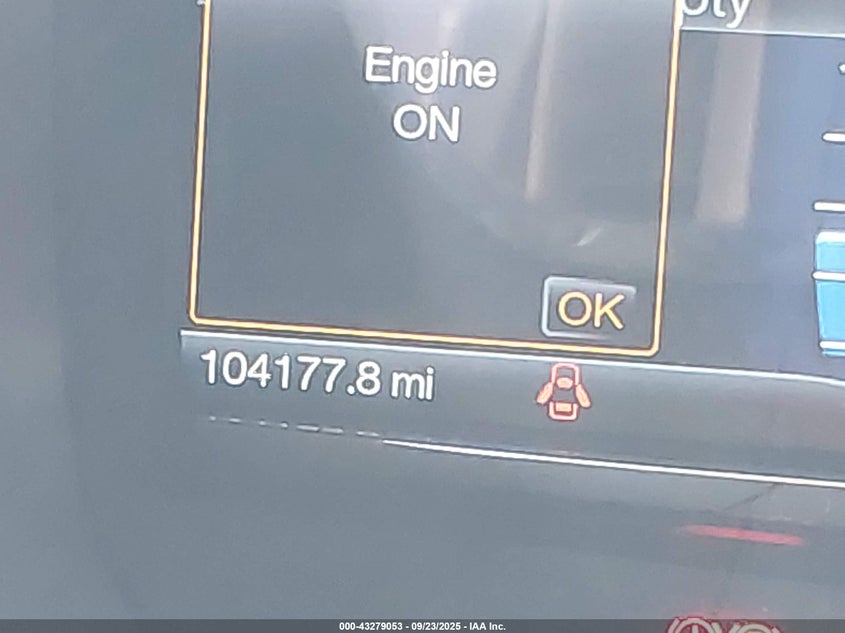 Engine
ON
OK
104177.8 mi
000-43279053 - 09/23/2025 - IAA Inc.